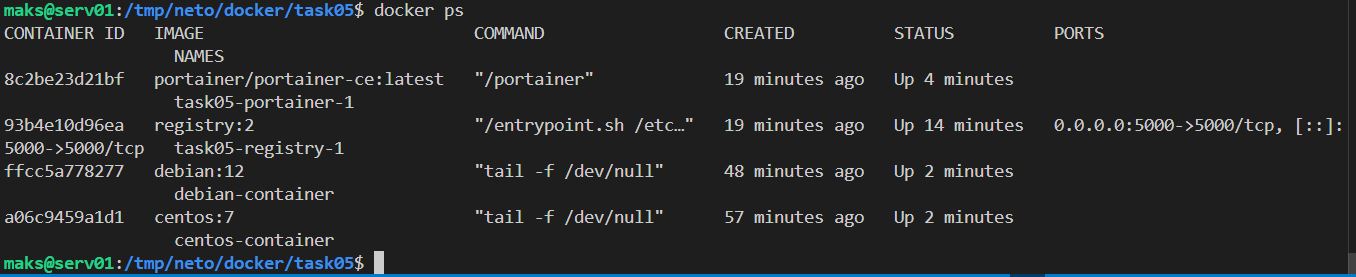 maks@serv01:/tmp/neto/docker/task05$ docker ps
CONTAINER ID   IMAGE                           COMMAND                  CREATED          STATUS          PORTS
                 NAMES
8c2be23d21bf   portainer/portainer-ce:latest   "/portainer"             19 minutes ago   Up 4 minutes
                 task05-portainer-1
93b4e10d96ea   registry:2                      "/entrypoint.sh /etc…"   19 minutes ago   Up 14 minutes   0.0.0.0:5000->5000/tcp, [::]:
5000->5000/tcp   task05-registry-1
ffcc5a778277   debian:12                       "tail -f /dev/null"      48 minutes ago   Up 2 minutes
                 debian-container
a06c9459a1d1   centos:7                        "tail -f /dev/null"      57 minutes ago   Up 2 minutes
                 centos-container
maks@serv01:/tmp/neto/docker/task05$